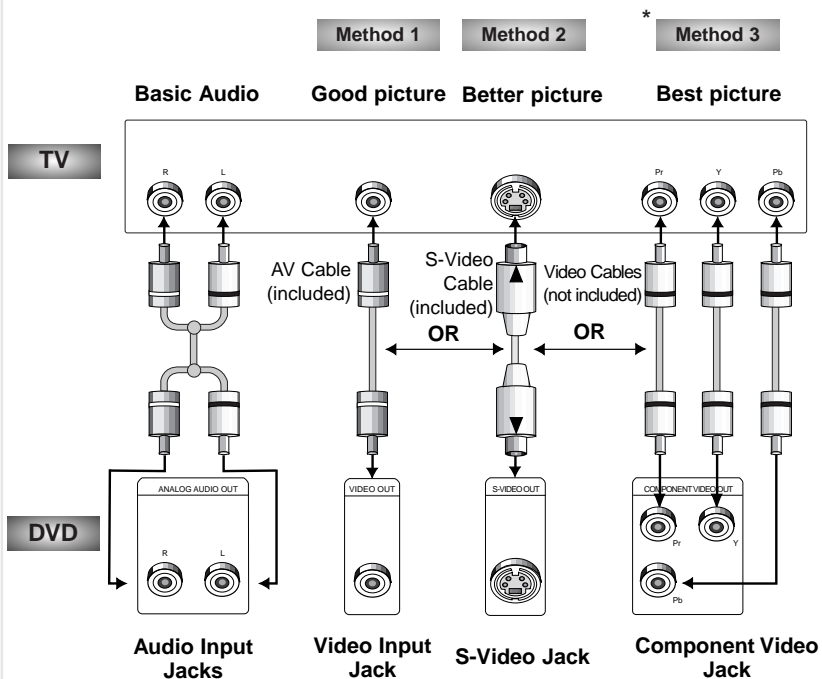 *
Method 1 Method 2 Method 3
Basic Audio Good picture Better picture Best picture
TV
R L Pr Y Pb
AV Cable
(included)
S-Video
Cable
(included)
Video Cables
(not included)
OR OR
ANALOG AUDIO OUT VIDEO OUT S-VIDEO OUT COMPONENT VIDEO OUT
DVD
R L Pr Y
Pb
Audio Input
Jacks
Video Input
Jack
S-Video Jack
Component Video
Jack